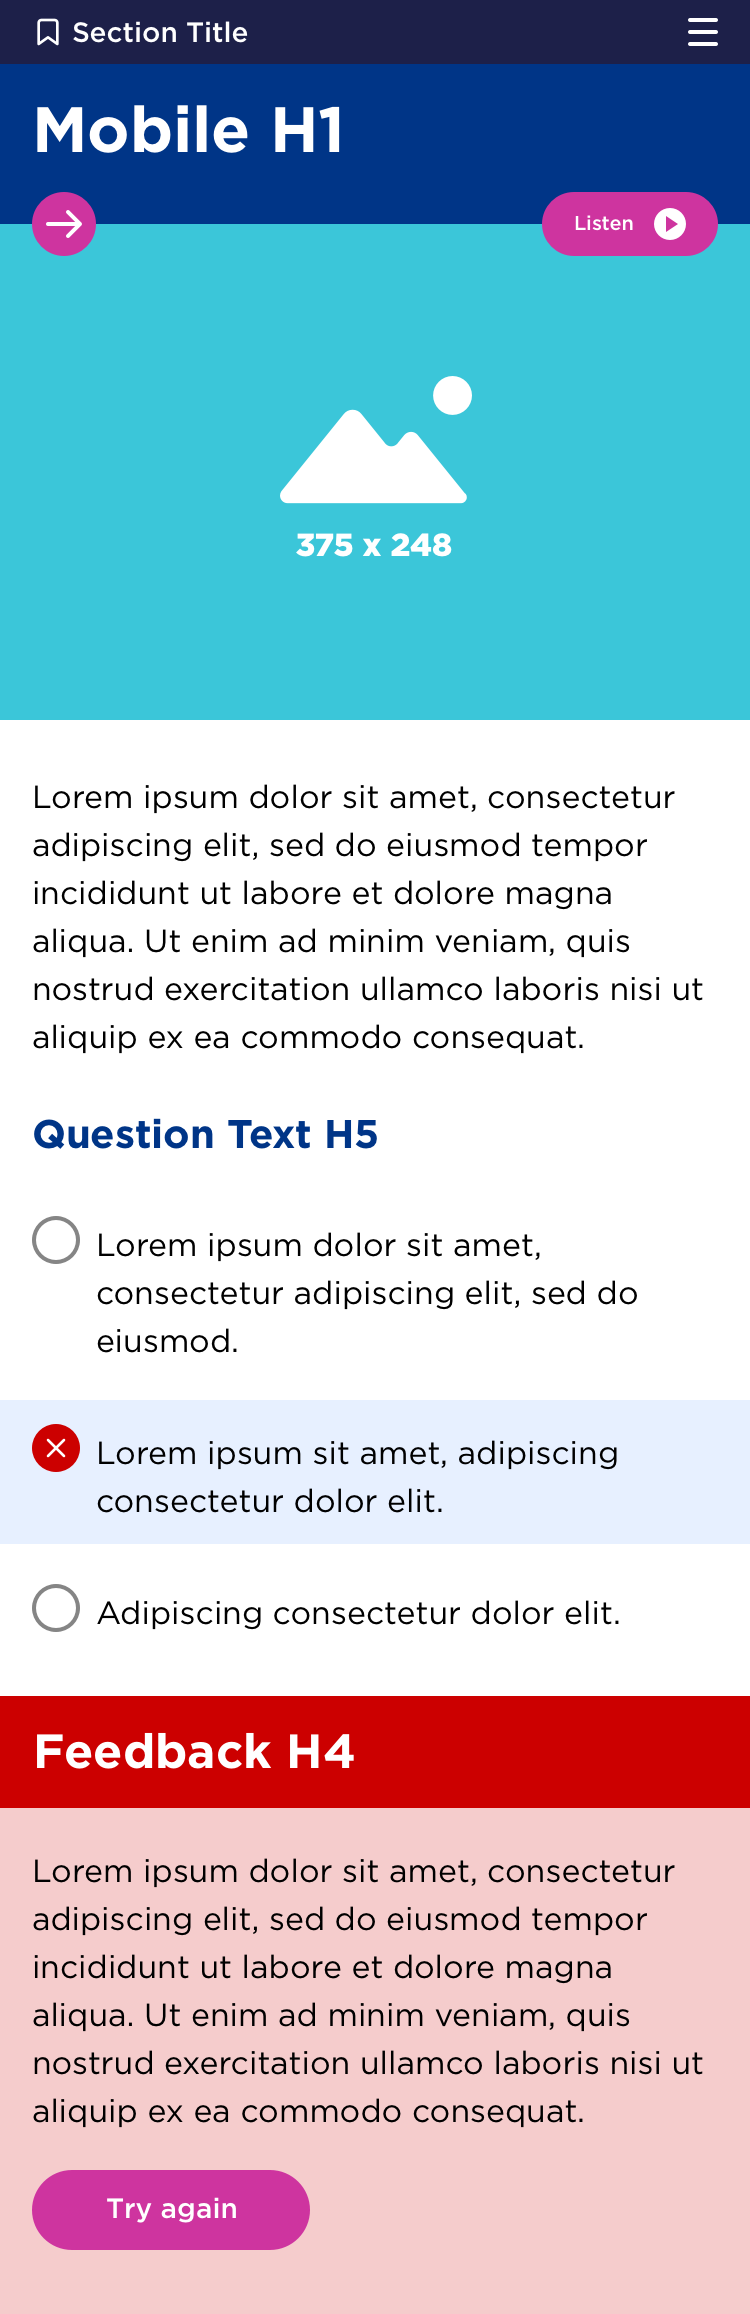 Section Title
Mobile H1
Listen
375 x 248
Lorem ipsum dolor sit amet, consectetur
adipiscing elit, sed do eiusmod tempor
incididunt ut labore et dolore magna
aliqua. Ut enim ad minim veniam, quis
nostrud exercitation ullamco laboris nisi ut
aliquip ex ea commodo consequat.
Question Text H5
Lorem ipsum dolor sit amet,
consectetur adipiscing elit, sed do
eiusmod.
Lorem ipsum sit amet, adipiscing
consectetur dolor elit.
Adipiscing consectetur dolor elit.
Feedback H4
Lorem ipsum dolor sit amet, consectetur
adipiscing elit, sed do eiusmod tempor
incididunt ut labore et dolore magna
aliqua. Ut enim ad minim veniam, quis
nostrud exercitation ullamco laboris nisi ut
aliquip ex ea commodo consequat.
Try again